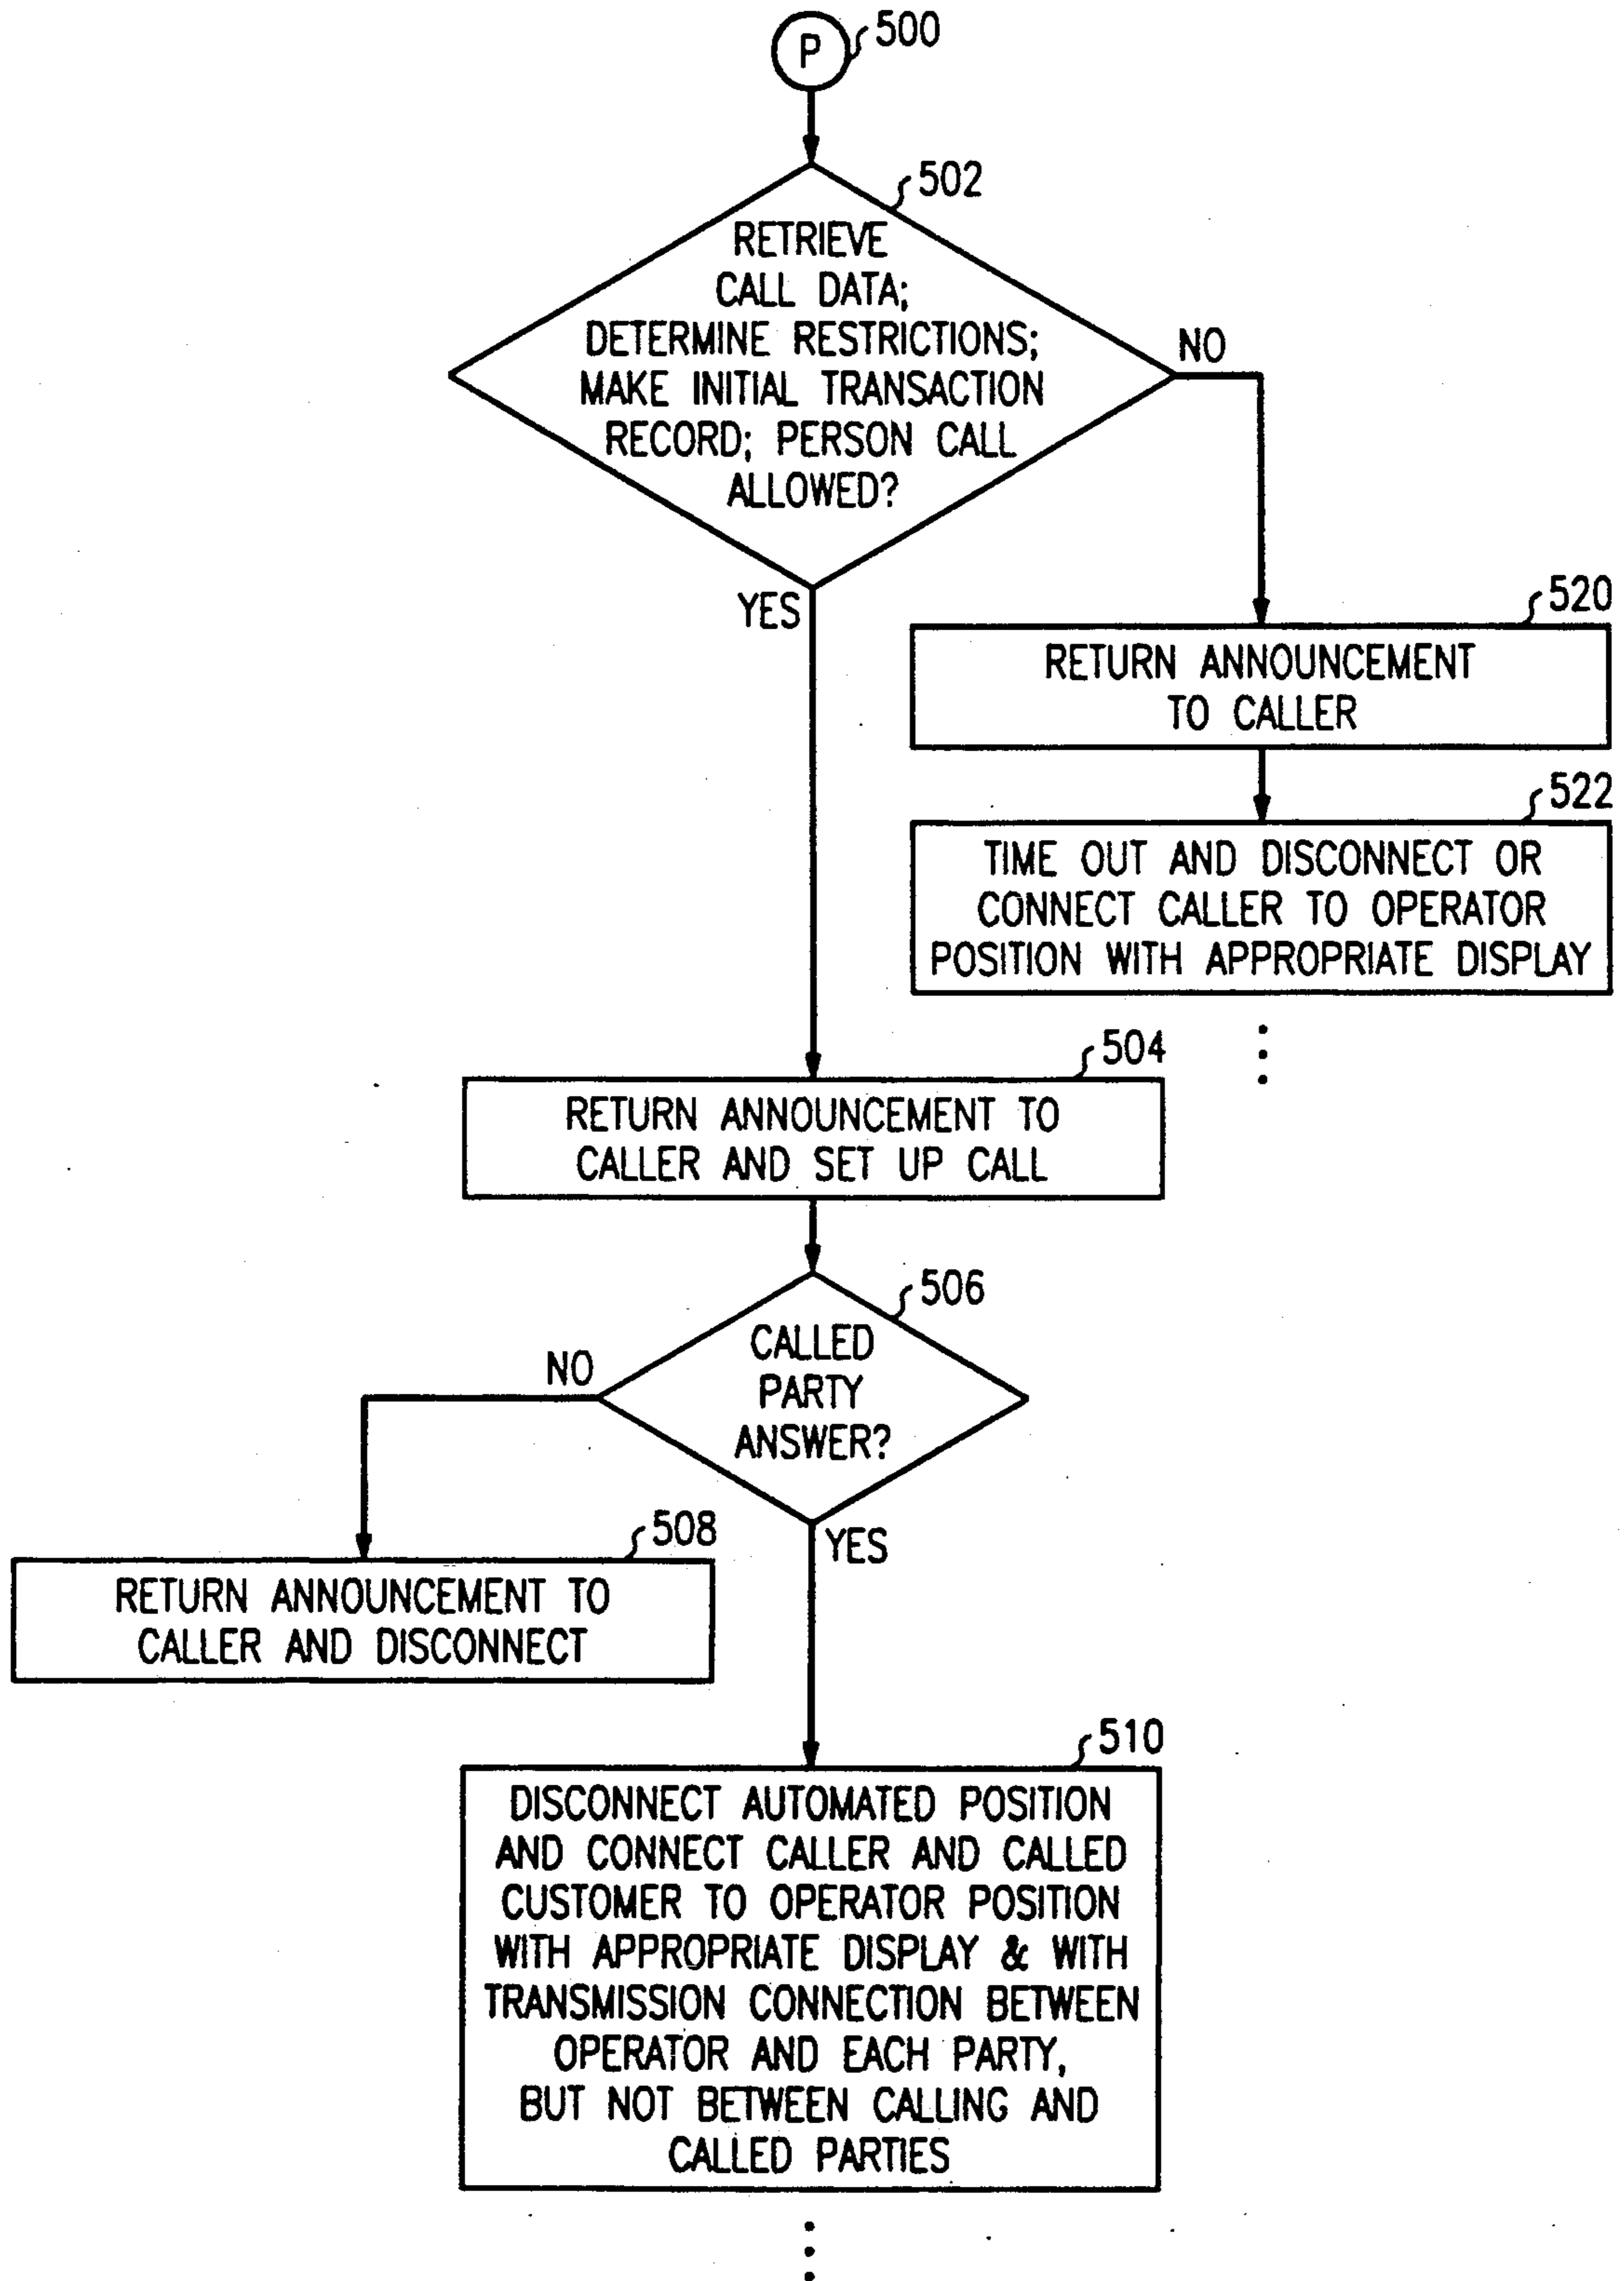 P
500
502
RETRIEVE
CALL DATA;
DETERMINE RESTRICTIONS;
MAKE INITIAL TRANSACTION
RECORD; PERSON CALL
ALLOWED?
NO
YES
520
RETURN ANNOUNCEMENT
TO CALLER
522
TIME OUT AND DISCONNECT OR
CONNECT CALLER TO OPERATOR
POSITION WITH APPROPRIATE DISPLAY
504
RETURN ANNOUNCEMENT TO
CALLER AND SET UP CALL
506
CALLED
PARTY
ANSWER?
NO
YES
508
RETURN ANNOUNCEMENT TO
CALLER AND DISCONNECT
510
DISCONNECT AUTOMATED POSITION
AND CONNECT CALLER AND CALLED
CUSTOMER TO OPERATOR POSITION
WITH APPROPRIATE DISPLAY & WITH
TRANSMISSION CONNECTION BETWEEN
OPERATOR AND EACH PARTY,
BUT NOT BETWEEN CALLING AND
CALLED PARTIES